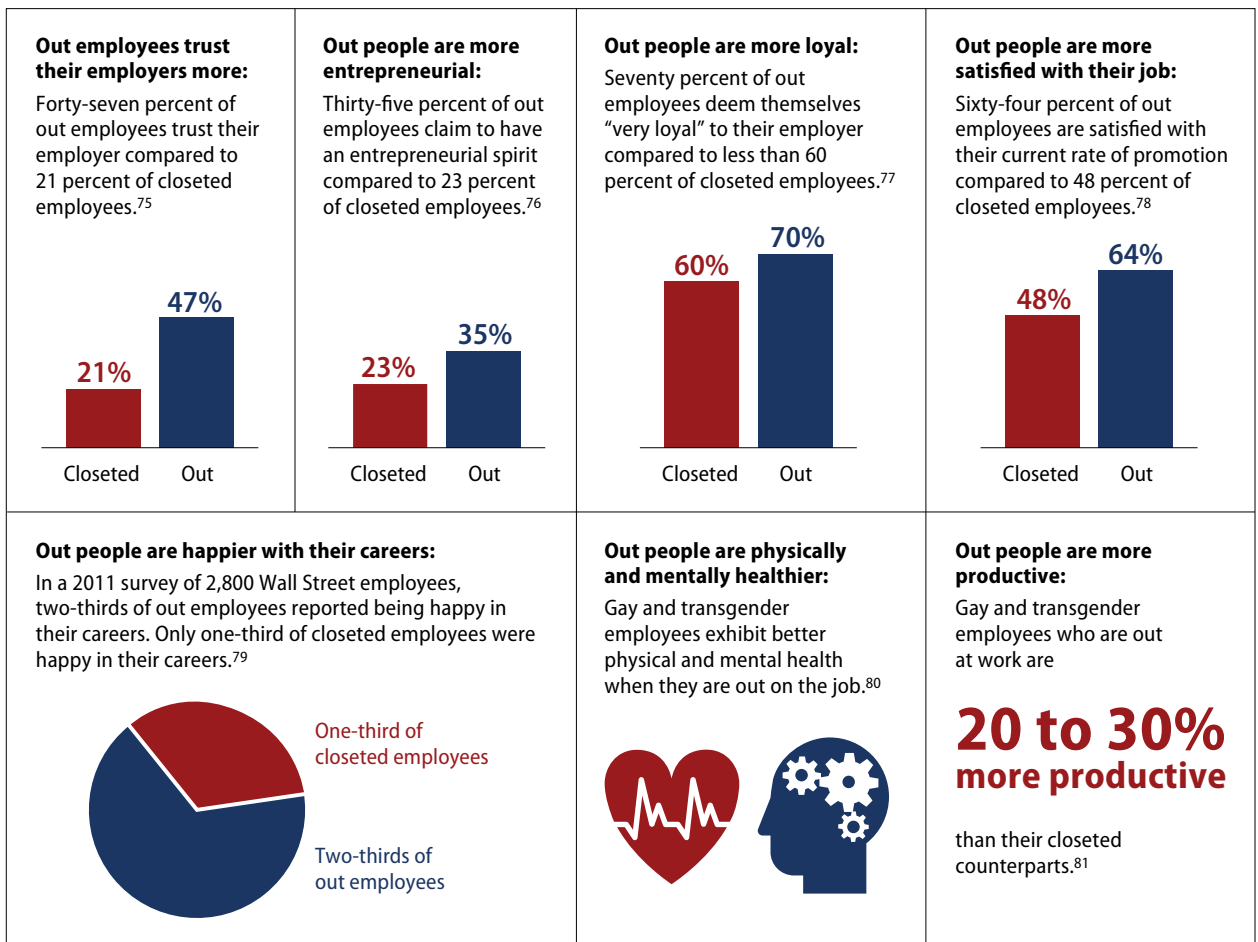 Out employees trust
their employers more:
Forty-seven percent of
out employees trust their
employer compared to
21 percent of closeted
employees.75
47%
21%
Closeted Out
Out people are more
entrepreneurial:
Thirty-five percent of out
employees claim to have
an entrepreneurial spirit
compared to 23 percent
of closeted employees.76
35%
23%
Closeted Out
Out people are more loyal:
Seventy percent of out
employees deem themselves
“very loyal” to their employer
compared to less than 60
percent of closeted employees.77
70%
60%
Closeted Out
Out people are more
satisfied with their job:
Sixty-four percent of out
employees are satisfied with
their current rate of promotion
compared to 48 percent of
closeted employees.78
64%
48%
Closeted Out
Out people are happier with their careers:
In a 2011 survey of 2,800 Wall Street employees,
two-thirds of out employees reported being happy in
their careers. Only one-third of closeted employees were
happy in their careers.79
One-third of
closeted employees
Two-thirds of
out employees
Out people are physically
and mentally healthier:
Gay and transgender
employees exhibit better
physical and mental health
when they are out on the job.80
Out people are more
productive:
Gay and transgender
employees who are out
at work are
20 to 30%
more productive
than their closeted
counterparts.81